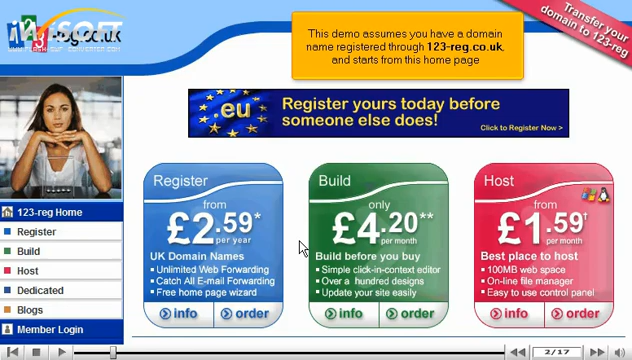 123-reg.co.uk
This demo assumes you have a domain
name registered through 123-reg.co.uk,
and starts from this home page
Transfer your
domain to 123-reg
.eu
Register yours today before
someone else does!
Click to Register Now >
123-reg Home
Register
Build
Host
Dedicated
Blogs
Member Login
Register
from
£2.59*
per year
UK Domain Names
Unlimited Web Forwarding
Catch All E-mail Forwarding
Free home page wizard
info
order
Build
only
£4.20**
per month
Build before you buy
Simple click-in-context editor
Over a hundred designs
Update your site easily
info
order
Host
from
£1.59†
per month
Best place to host
100MB web space
On-line file manager
Easy to use control panel
info
order
2/17